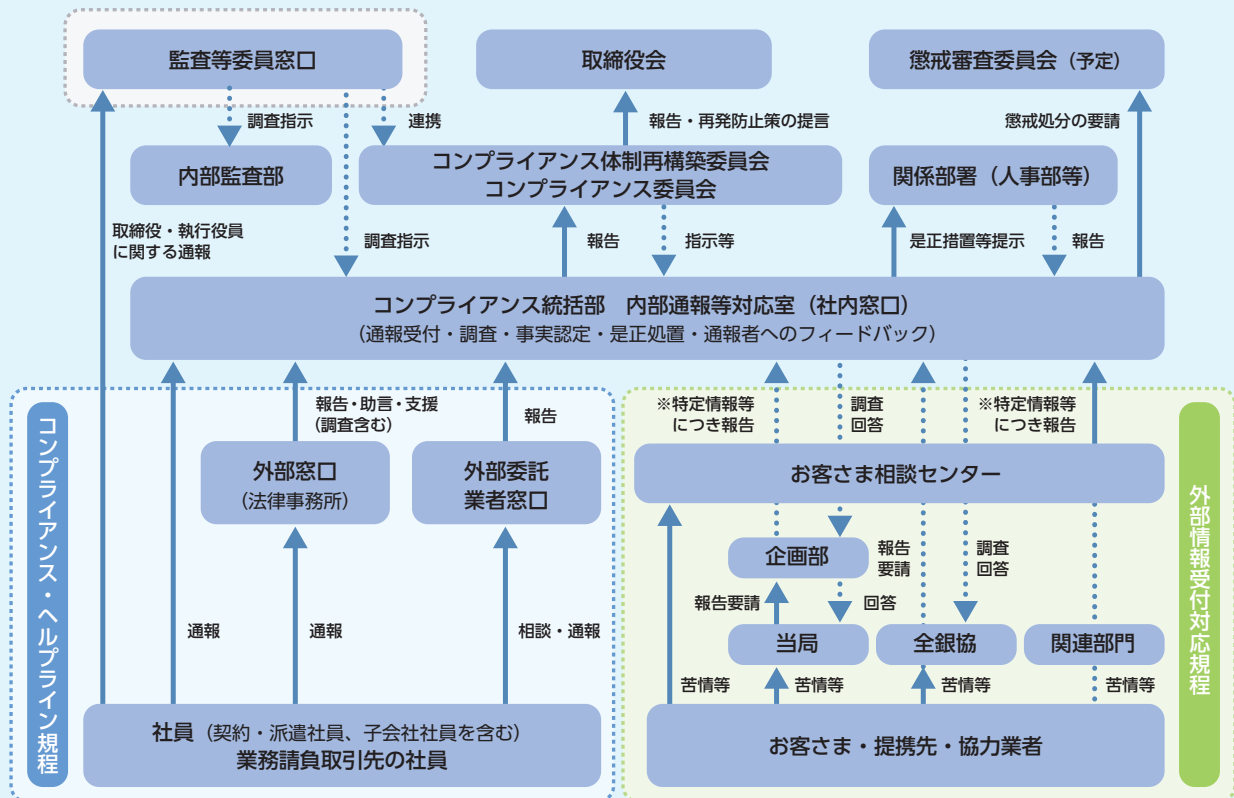 監査等委員窓口
取締役会
懲戒審査委員会（予定）
調査指示
連携
報告・再発防止策の提言
懲戒処分の要請
内部監査部
コンプライアンス体制再構築委員会
コンプライアンス委員会
関係部署（人事部等）
取締役・執行役員
に関する通報
調査指示
報告
指示等
是正措置等提示
報告
コンプライアンス統括部　内部通報等対応室（社内窓口）
（通報受付・調査・事実認定・是正処置・通報者へのフィードバック）
コンプライアンス・ヘルプライン規程
報告・助言・支援
（調査含む）
報告
外部窓口
（法律事務所）
外部委託
業者窓口
通報
通報
相談・通報
社員（契約・派遣社員、子会社社員を含む）
業務請負取引先の社員
※特定情報等
につき報告
調査
回答
※特定情報等
につき報告
お客さま相談センター
企画部
報告
要請
調査
回答
報告要請
回答
当局
全銀協
関連部門
苦情等
苦情等
苦情等
苦情等
お客さま・提携先・協力業者
外部情報受付対応規程